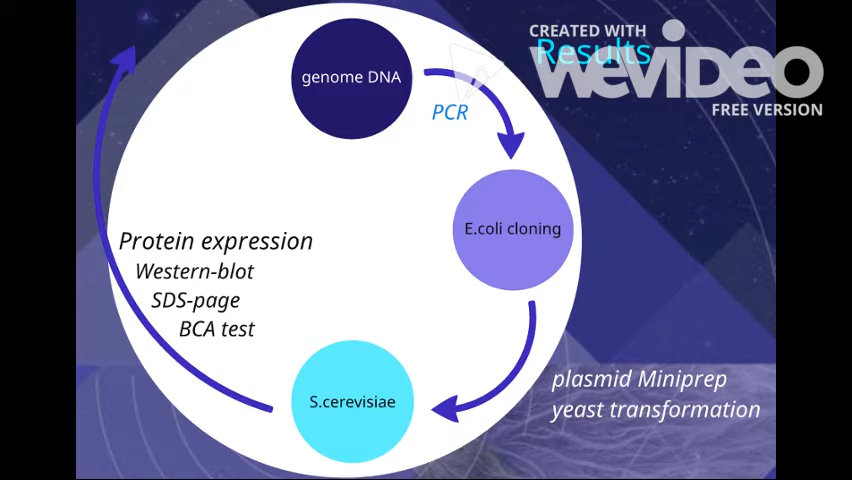 CREATED WITH
Results
WeVideo
FREE VERSION
genome DNA
PCR
E.coli cloning
Protein expression
Western-blot
SDS-page
BCA test
plasmid Miniprep
yeast transformation
S.cerevisiae